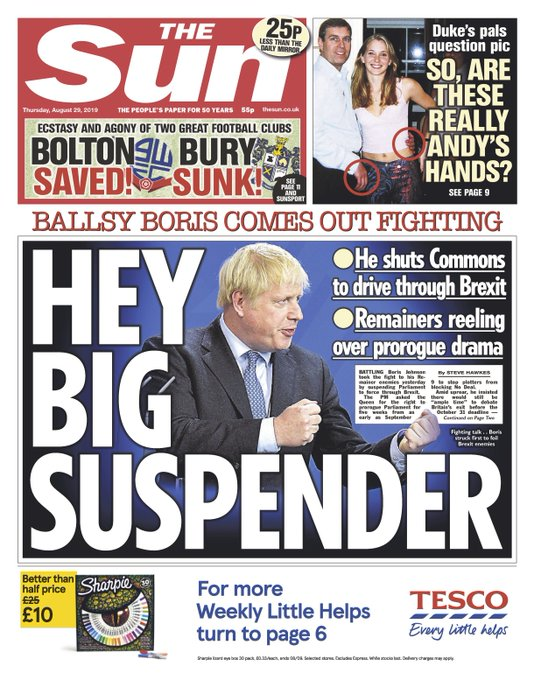 THE
Sun
25P
LESS THAN THE
DAILY MIRROR
Thursday, August 29, 2019
THE PEOPLE'S PAPER FOR 50 YEARS
55p
thesun.co.uk
ECSTASY AND AGONY OF TWO GREAT FOOTBALL CLUBS
BOLTON
SAVED!
BURY
SUNK!
SEE
PAGE 11
AND
SUNSPORT
Duke's pals
question pic
SO, ARE
THESE
REALLY
ANDY'S
HANDS?
SEE PAGE 9
BALLSY BORIS COMES OUT FIGHTING
HEY
BIG
SUSPENDER
He shuts Commons
to drive through Brexit
Remainers reeling
over prorogue drama
BATTLING Boris Johnson
took the fight to his Re-
mainer enemies yesterday
by suspending Parliament
to force through Brexit.
The PM asked the
Queen for the right to
prorogue Parliament for
five weeks from as
early as September
By STEVE HAWKES
9 to stop plotters from
blocking No Deal.
Amid uproar, he insisted
there would still be
"ample time" to debate
Britain's exit before the
October 31 deadline —
Continued on Page Two
Fighting talk . . Boris
struck first to foil
Brexit enemies
Better than
half price
£25
£10
Sharpie
30
For more
Weekly Little Helps
turn to page 6
TESCO
Every little helps
Sharpie lizard eye box 30 pack, £0.33/each, ends 08/09. Selected stores. Excludes Express. While stocks last. Delivery charges may apply.